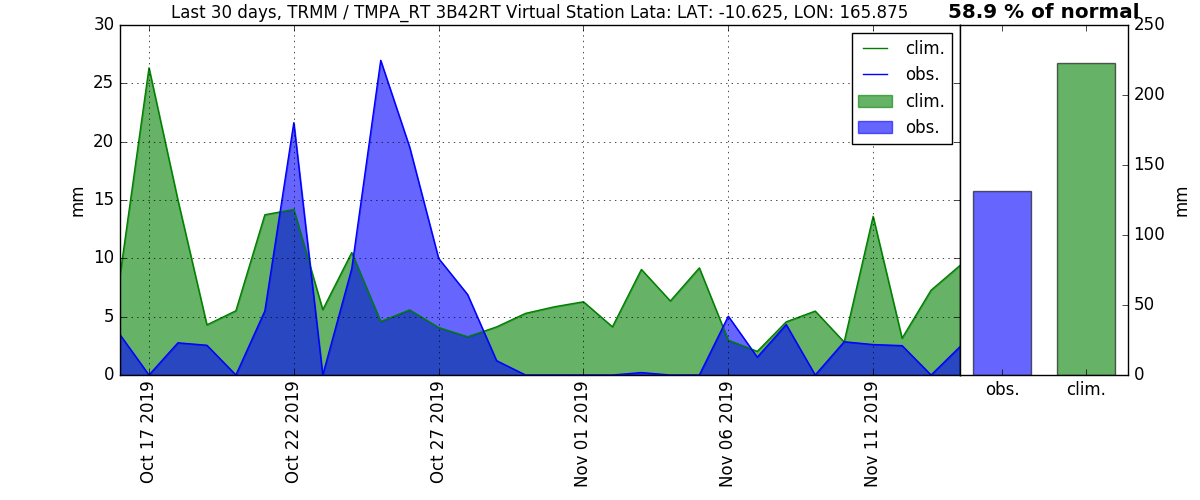 Last 30 days, TRMM / TMPA_RT 3B42RT Virtual Station Lata: LAT: -10.625, LON: 165.875
58.9 % of normal
30
25
20
15
10
5
0
mm
clim.
obs.
clim.
obs.
250
200
150
100
50
0
mm
obs.
clim.
Oct 17 2019
Oct 22 2019
Oct 27 2019
Nov 01 2019
Nov 06 2019
Nov 11 2019